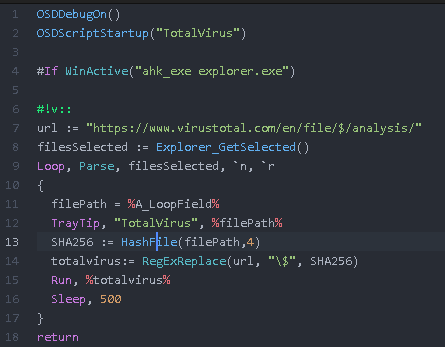 1 OSDDebugOn()
2 OSDScriptStartup("TotalVirus")
3
4 #If WinActive("ahk_exe explorer.exe")
5
6 #!v::
7 url := "https://www.virustotal.com/en/file/$/analysis/"
8 filesSelected := Explorer_GetSelected()
9 Loop, Parse, filesSelected, `n, `r
10 {
11 filePath = %A_LoopField%
12 TrayTip, "TotalVirus", %filePath%
13 SHA256 := HashFile(filePath,4)
14 totalvirus:= RegExReplace(url, "\$", SHA256)
15 Run, %totalvirus%
16 Sleep, 500
17 }
18 return